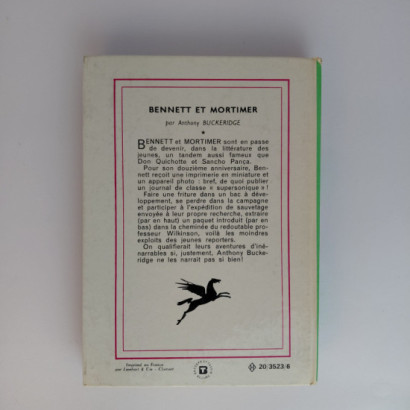 BENNETT ET MORTIMER
par Anthony BUCKERIDGE
BENNETT et MORTIMER sont en passe
de devenir, dans la littérature des
jeunes, un tandem aussi fameux que
Don Quichotte et Sancho Pança.
Pour son douzième anniversaire, Ben-
nett reçoit une imprimerie en miniature et
un appareil photo : bref, de quoi publier
un journal de classe « supersonique » !
Faire une friture dans un bac à déve-
loppement, se perdre dans la campagne
et participer à l'expédition de sauvetage
envoyée à leur propre recherche, extraire
(par en haut) un paquet introduit (par en
bas) dans la cheminée du redoutable pro-
fesseur Wilkinson, voilà les moindres
exploits des jeunes reporters.
On qualifierait leurs aventures d'iné-
narrables si, justement, Anthony Bucke-
ridge ne les narrait pas si bien!
Imprimé en France
20/3523/6